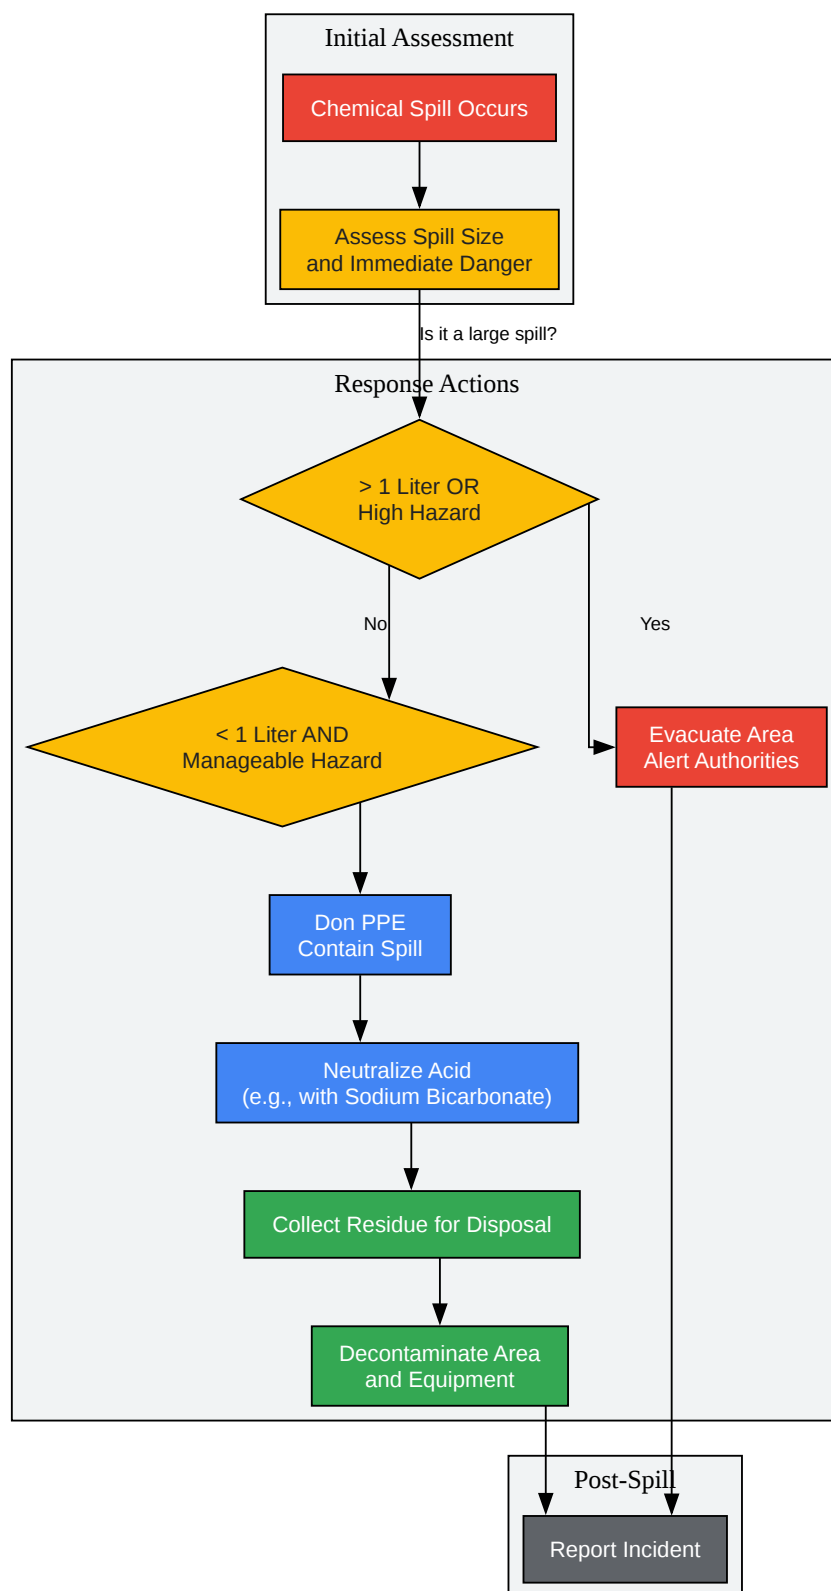 Initial Assessment
Chemical Spill Occurs
Assess Spill Size
and Immediate Danger
Is it a large spill?
Response Actions
> 1 Liter OR
High Hazard
No
Yes
< 1 Liter AND
Manageable Hazard
Evacuate Area
Alert Authorities
Don PPE
Contain Spill
Neutralize Acid
(e.g., with Sodium Bicarbonate)
Collect Residue for Disposal
Decontaminate Area
and Equipment
Post-Spill
Report Incident